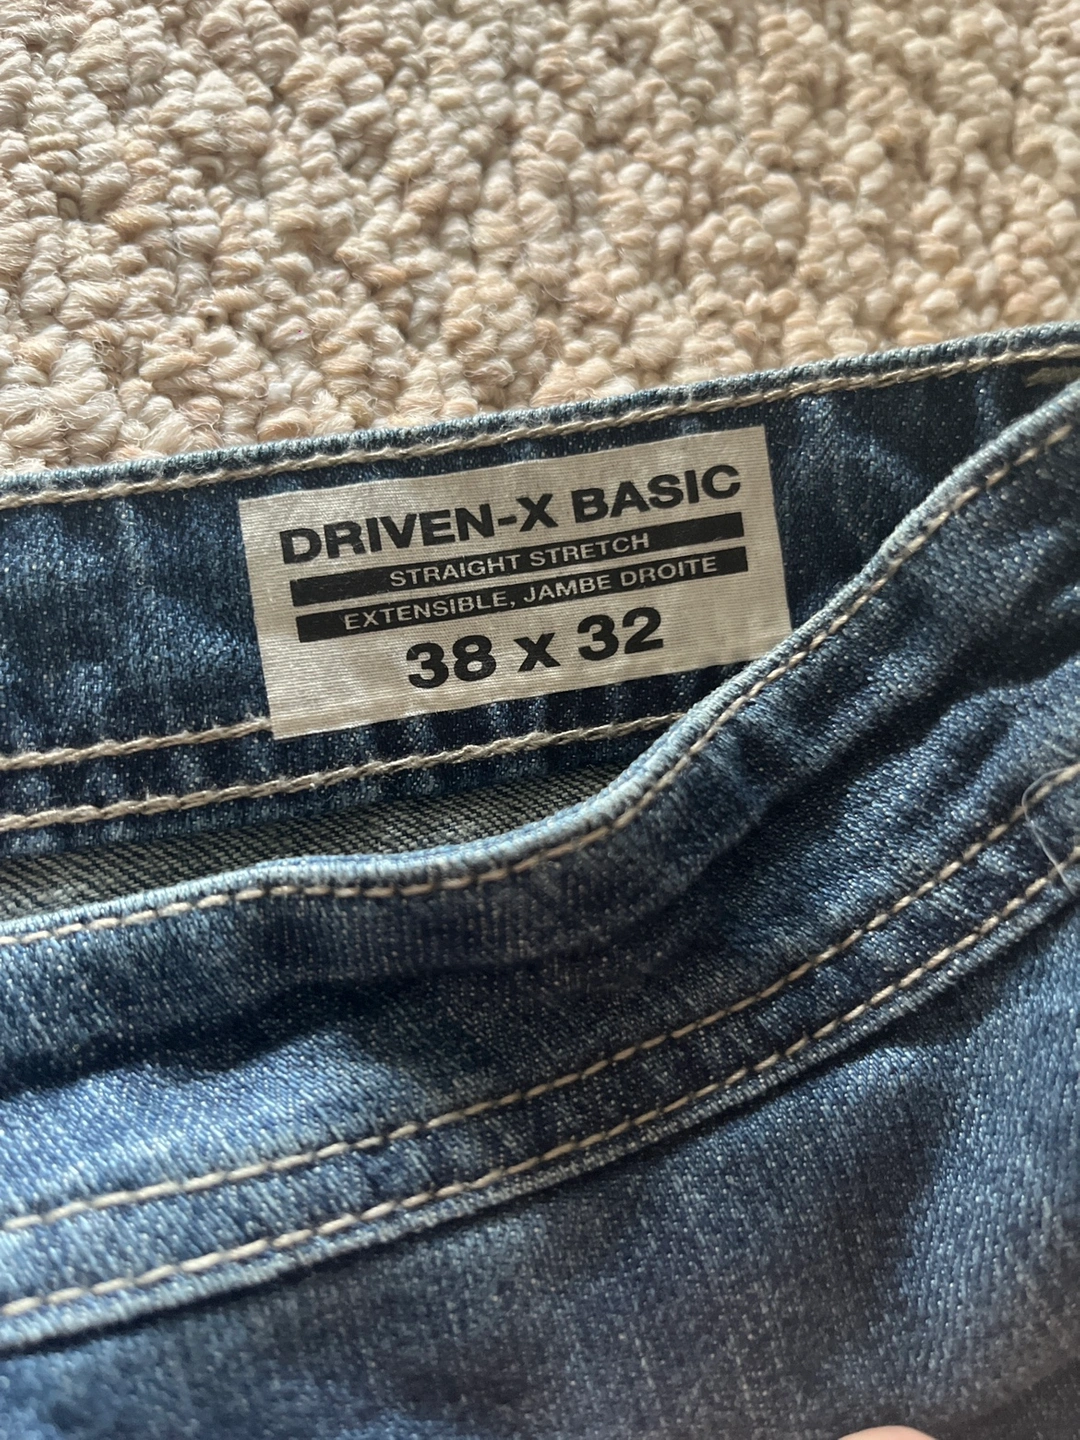 DRIVEN-X BASIC
STRAIGHT STRETCH
EXTENSIBLE, JAMBE DROITE
38 x 32